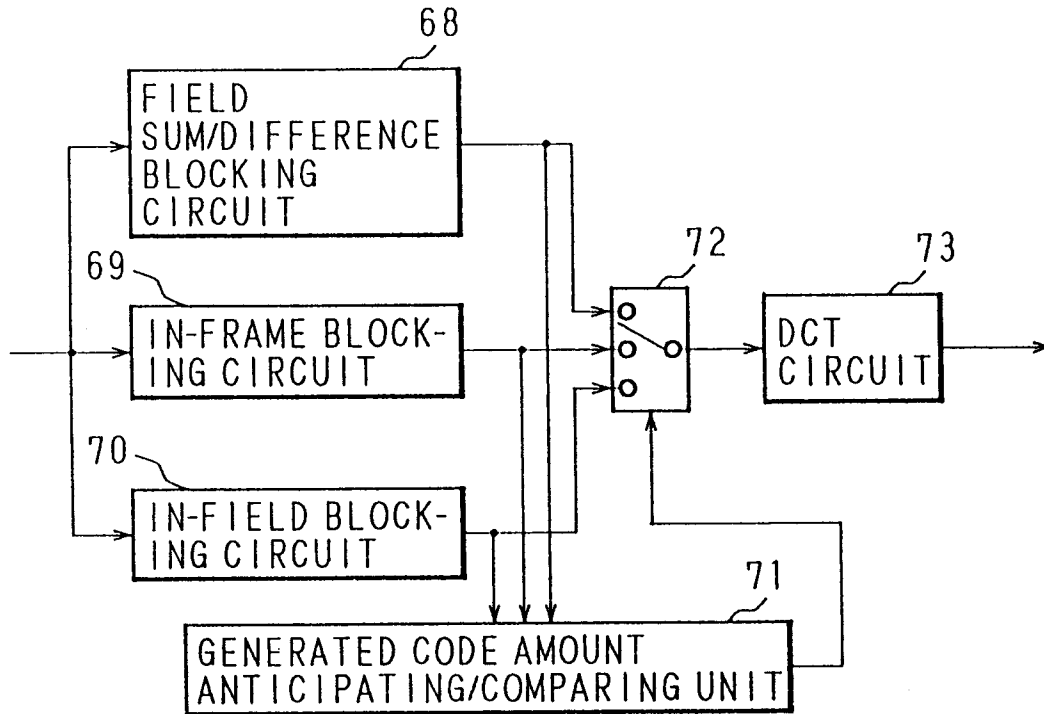 68
FIELD
SUM/DIFFERENCE
BLOCKING
CIRCUIT
69
IN-FRAME BLOCK-
ING CIRCUIT
70
IN-FIELD BLOCK-
ING CIRCUIT
72
73
DCT
CIRCUIT
71
GENERATED CODE AMOUNT
ANTICIPATING/COMPARING UNIT